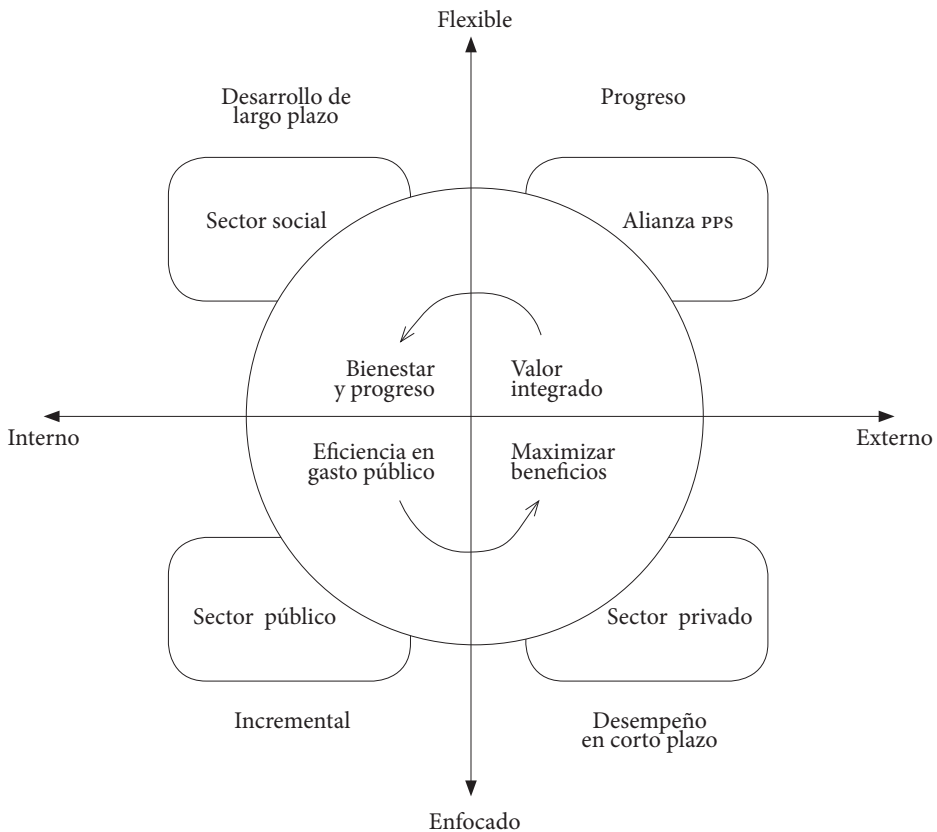 Flexible
Desarrollo de
largo plazo
Progreso
Sector social
Alianza PPS
Bienestar
y progreso
Valor
integrado
Interno
Externo
Eficiencia en
gasto público
Maximizar
beneficios
Sector público
Sector privado
Incremental
Desempeño
en corto plazo
Enfocado